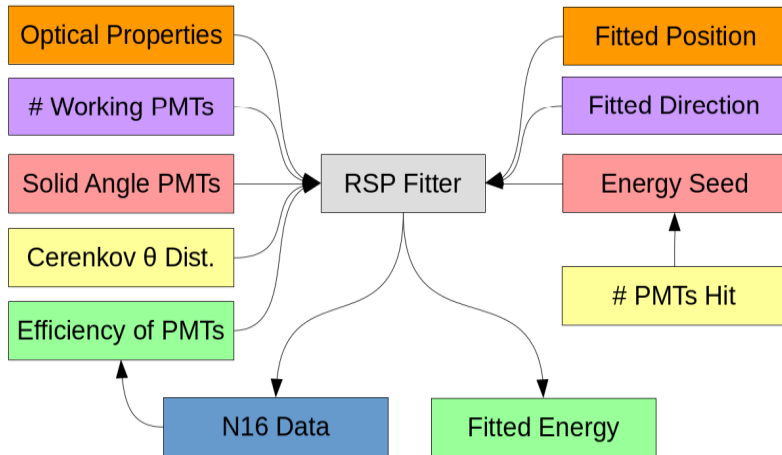 Optical Properties
# Working PMTs
Solid Angle PMTs
Cerenkov θ Dist.
Efficiency of PMTs
RSP Fitter
Fitted Position
Fitted Direction
Energy Seed
# PMTs Hit
N16 Data
Fitted Energy